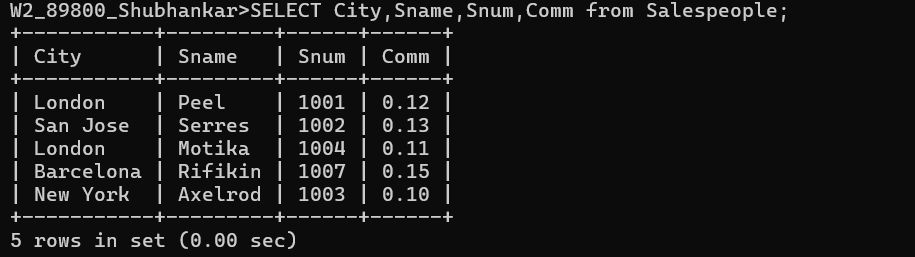 W2_89800_Shubhankar>SELECT City,Sname,Snum,Comm from Salespeople;
+-----------+----------+------+------+
| City      | Sname    | Snum | Comm |
+-----------+----------+------+------+
| London    | Peel     | 1001 | 0.12 |
| San Jose  | Serres   | 1002 | 0.13 |
| London    | Motika   | 1004 | 0.11 |
| Barcelona | Rifikin  | 1007 | 0.15 |
| New York  | Axelrod  | 1003 | 0.10 |
+-----------+----------+------+------+
5 rows in set (0.00 sec)